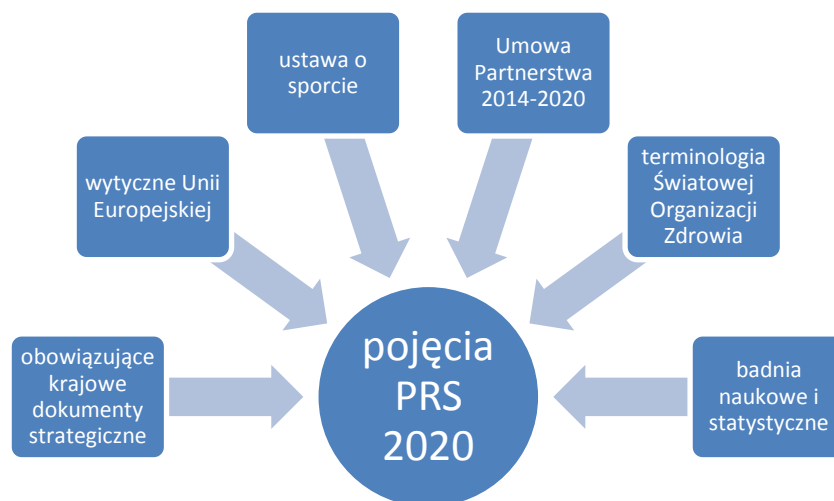 ustawa o
sporcie
Umowa
Partnerstwa
2014-2020
wytyczne Unii
Europejskiej
terminologia
Światowej
Organizacji
Zdrowia
obowiązujące
krajowe
dokumenty
strategiczne
pojęcia
PRS
2020
badnia
naukowe i
statystyczne